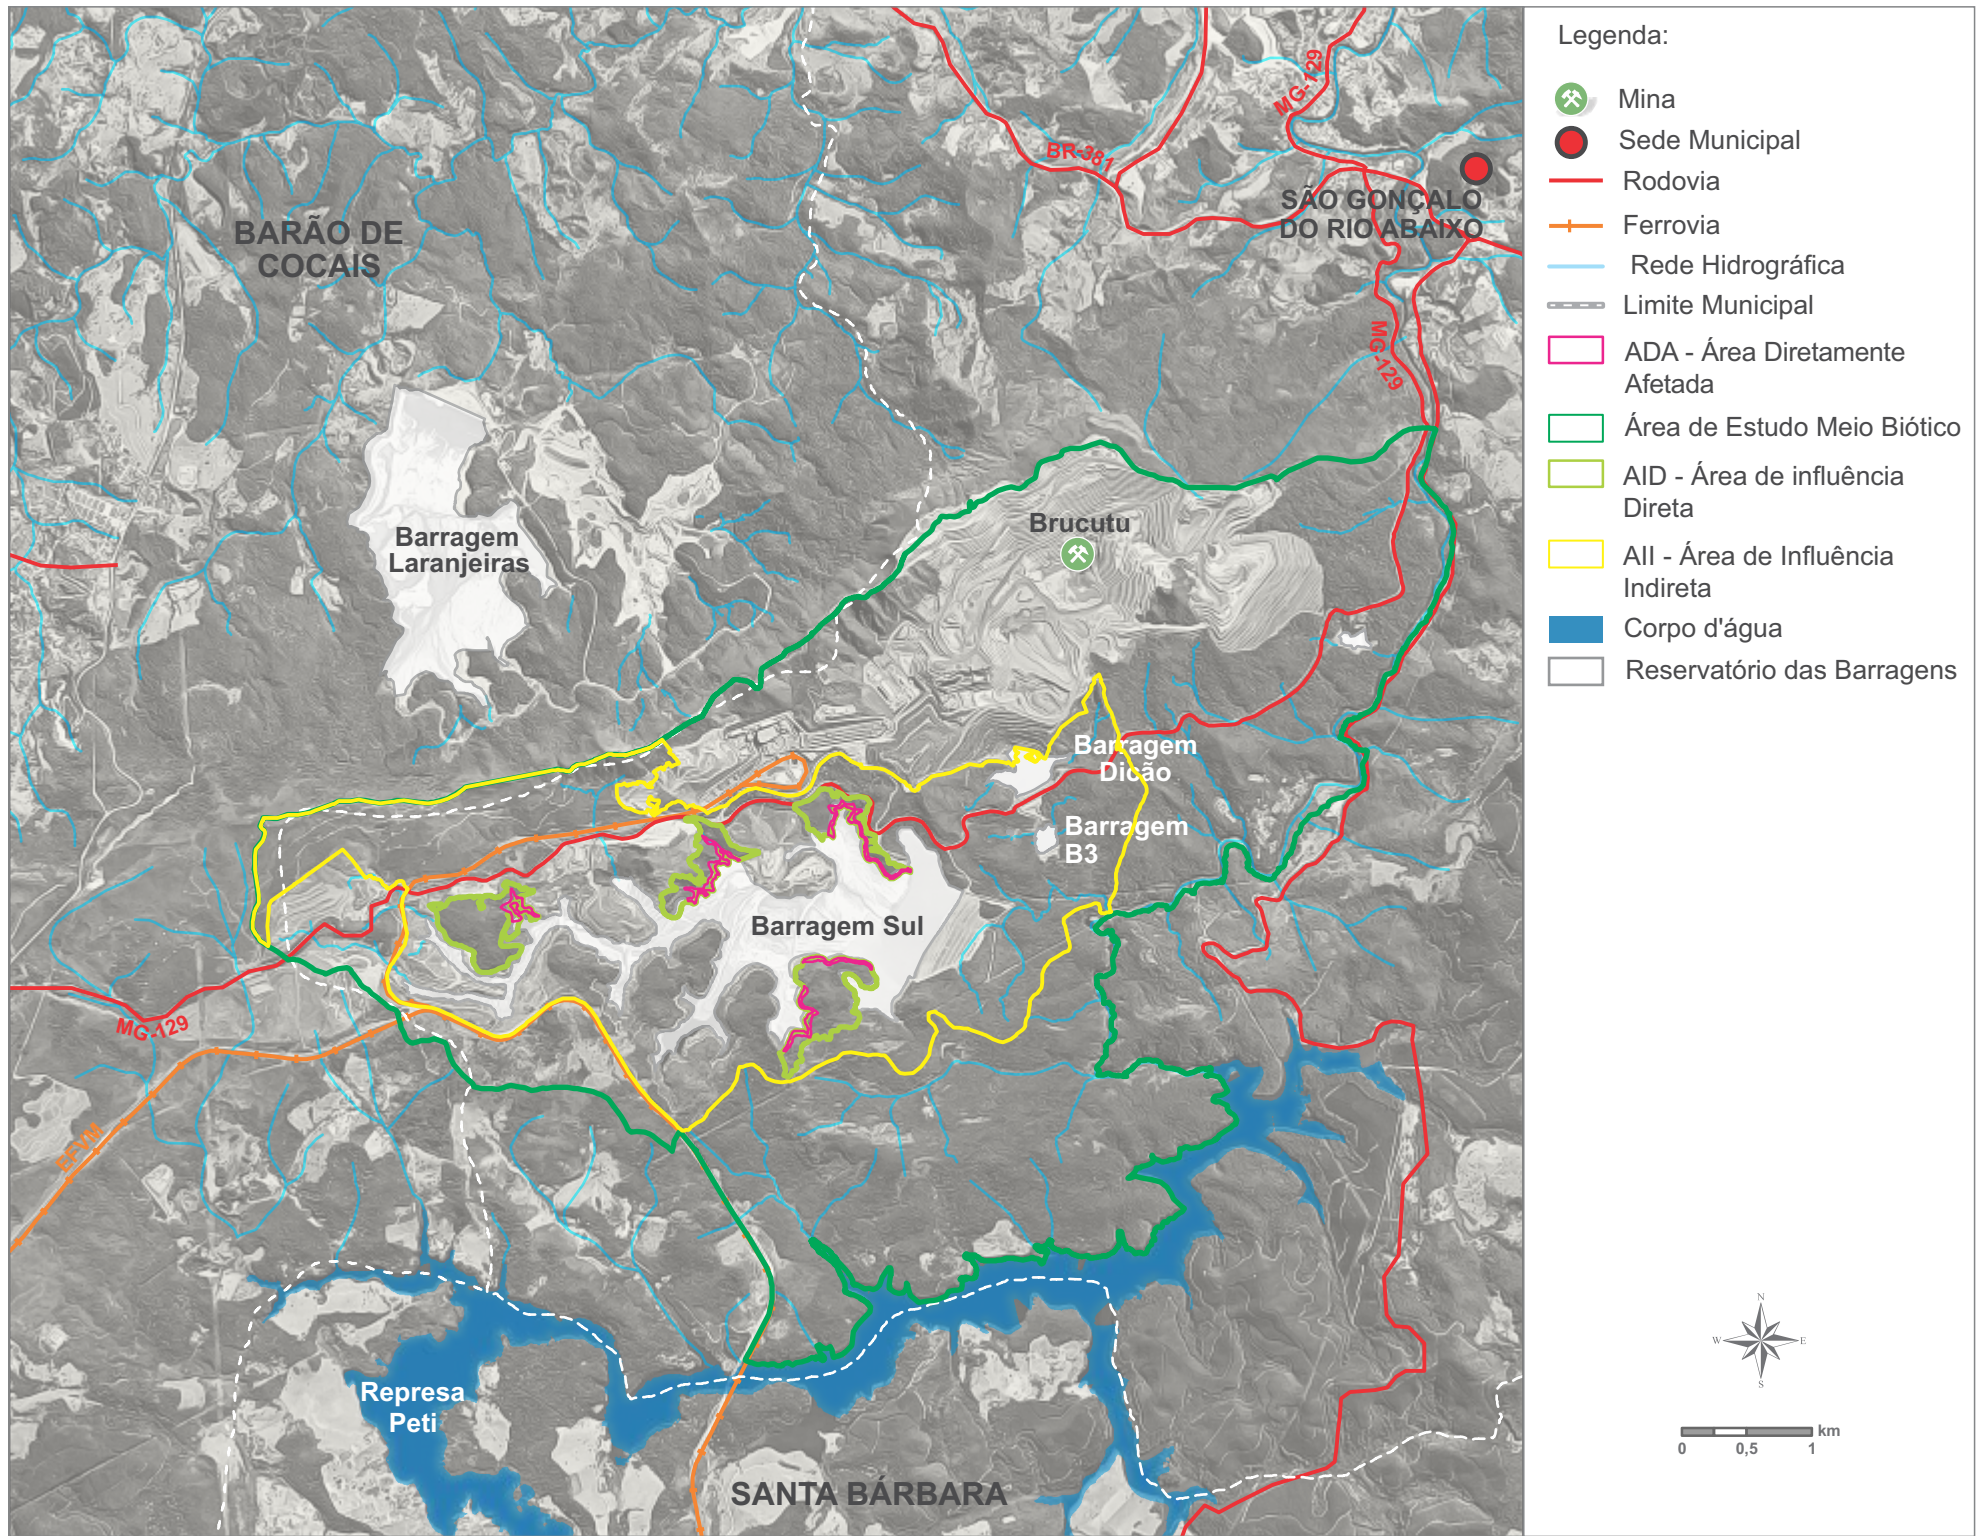 MG-129
BR-381
SÃO GONÇALO
DO RIO ABAIXO
BARÃO DE
COCAIS
MG-129
Brucutu
Barragem
Laranjeiras
Barragem
Dicão
Barragem
B3
Barragem Sul
MG-129
EFVM
Represa
Peti
SANTA BÁRBARA
Legenda:
Mina
Sede Municipal
Rodovia
Ferrovia
Rede Hidrográfica
Limite Municipal
ADA - Área Diretamente
Afetada
Área de Estudo Meio Biótico
AID - Área de influência
Direta
AII - Área de Influência
Indireta
Corpo d'água
Reservatório das Barragens
N
W E
S
km
0 0,5 1